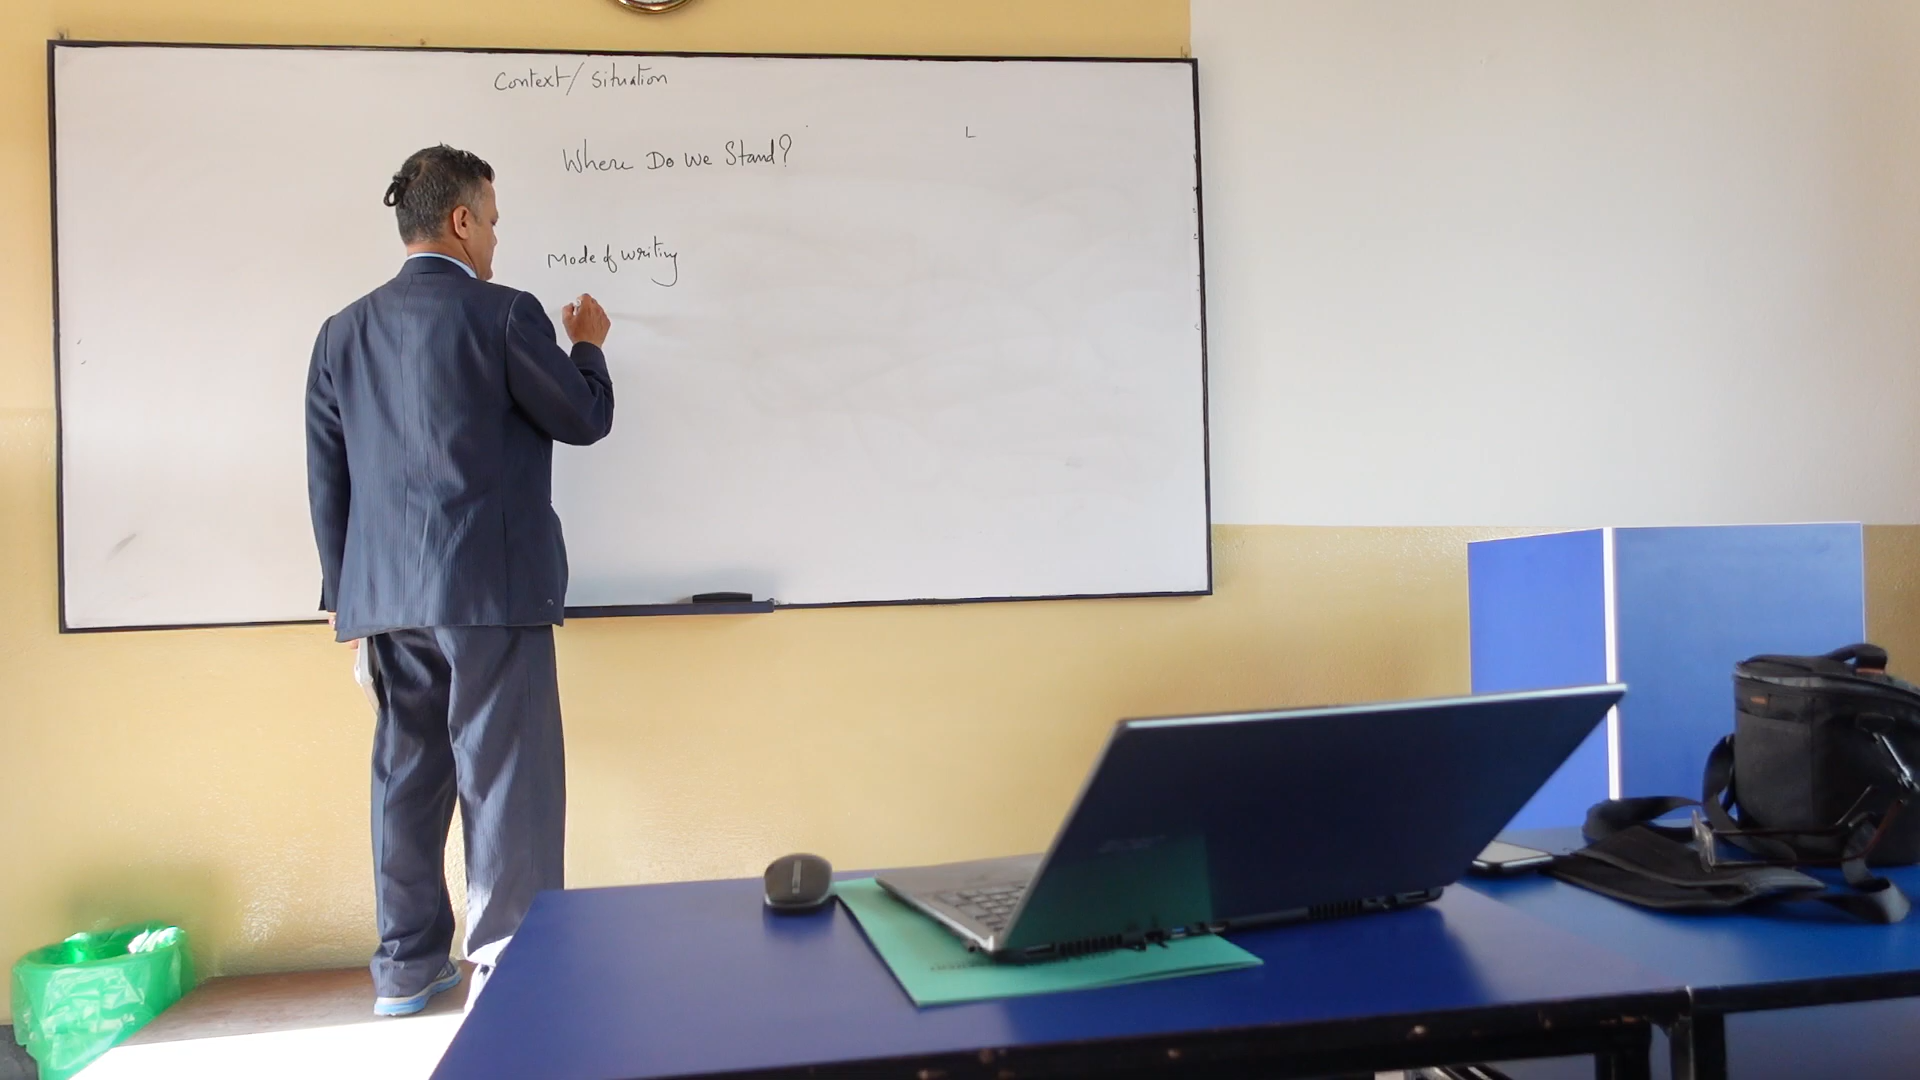 Context/ Situation
Where Do We Stand?
Mode of writing
L